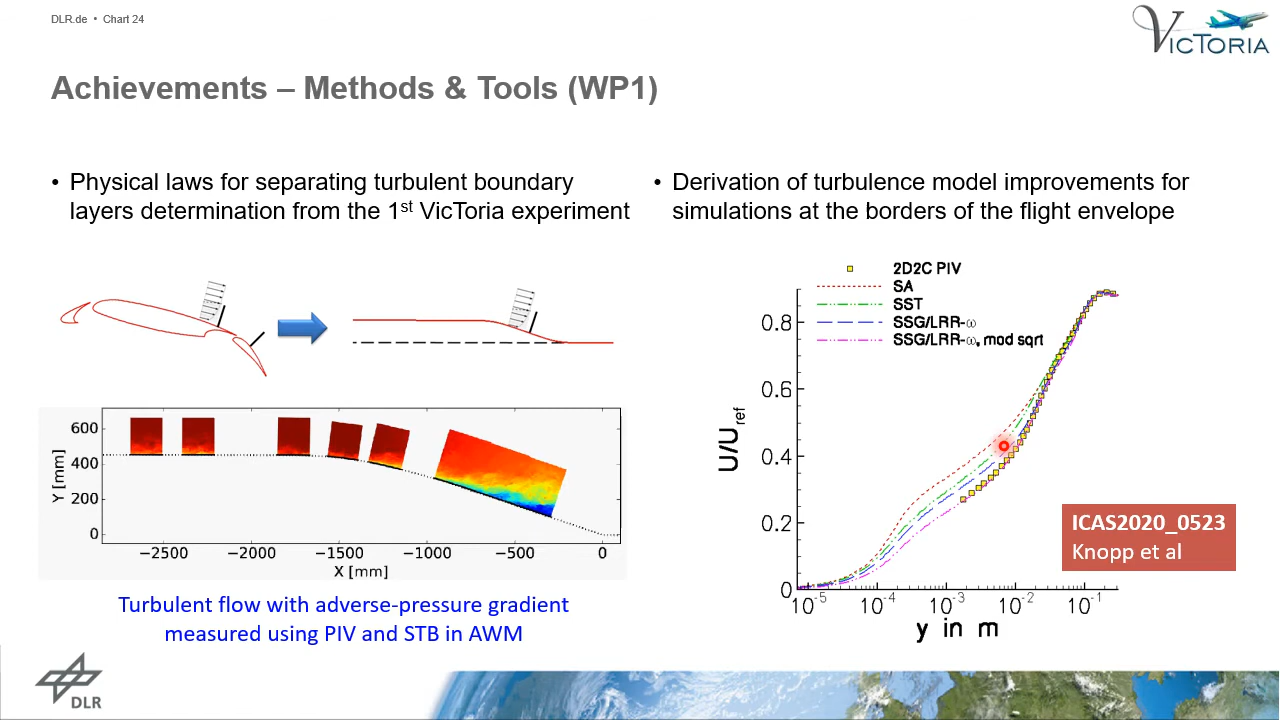 DLR.de • Chart 24
VICTORIA
Achievements – Methods & Tools (WP1)
• Physical laws for separating turbulent boundary
layers determination from the 1st VicToria experiment
• Derivation of turbulence model improvements for
simulations at the borders of the flight envelope
600
400
200
0
Y [mm]
−2500 −2000 −1500 −1000 −500 0
X [mm]
Turbulent flow with adverse-pressure gradient
measured using PIV and STB in AWM
2D2C PIV
SA
SST
SSG/LRR-ω
SSG/LRR-ω, mod sqrt
0.8
0.6
0.4
0.2
0
U/Uref
10-5 10-4 10-3 10-2 10-1
y in m
ICAS2020_0523
Knopp et al
DLR